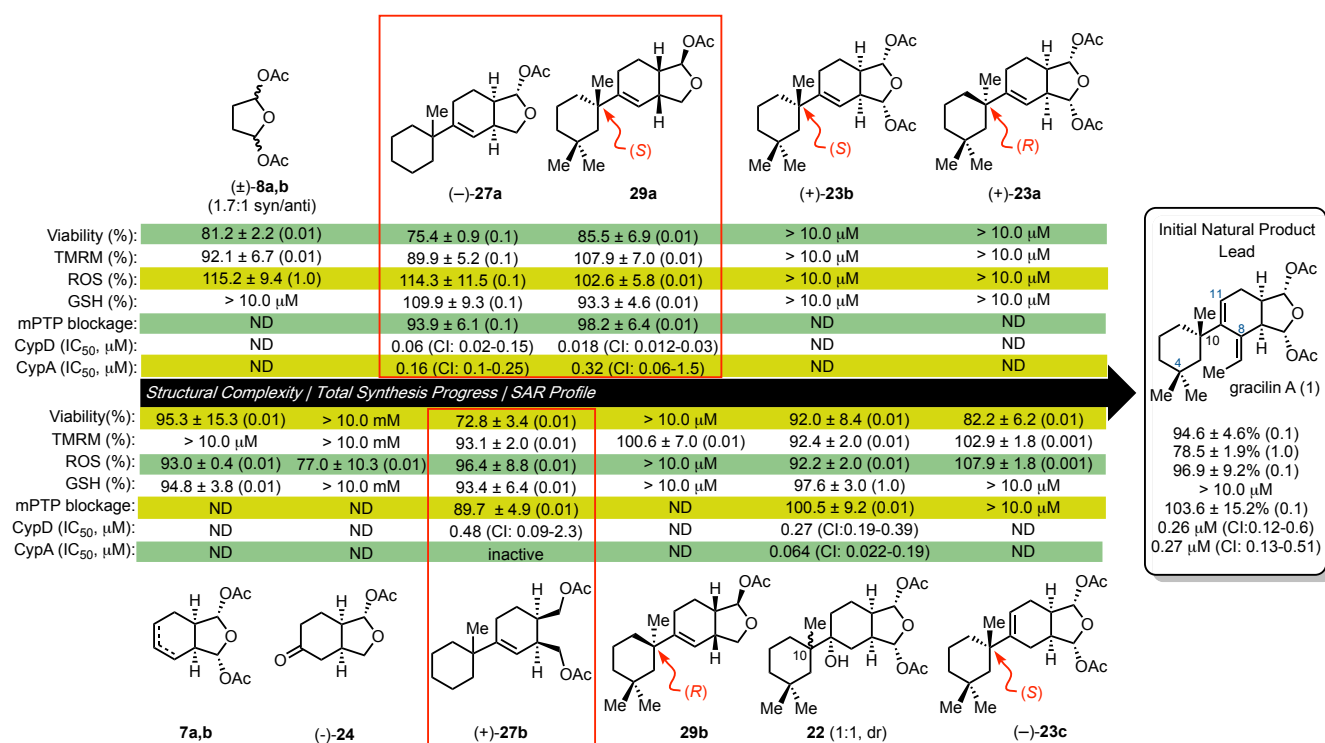 OAc
O
OAc
(±)-8a,b
(1.7:1 syn/anti)
H
OAc
Me
O
H
(–)-27a
H
OAc
Me
O
H
Me
Me
(S)
29a
H
OAc
Me
O
H
OAc
Me
Me
(S)
(+)-23b
H
OAc
Me
O
H
OAc
Me
Me
(R)
(+)-23a
Viability (%): 81.2 ± 2.2 (0.01) 75.4 ± 0.9 (0.1) 85.5 ± 6.9 (0.01) > 10.0 μM > 10.0 μM
TMRM (%): 92.1 ± 6.7 (0.01) 89.9 ± 5.2 (0.1) 107.9 ± 7.0 (0.01) > 10.0 μM > 10.0 μM
ROS (%): 115.2 ± 9.4 (1.0) 114.3 ± 11.5 (0.1) 102.6 ± 5.8 (0.01) > 10.0 μM > 10.0 μM
GSH (%): > 10.0 μM 109.9 ± 9.3 (0.1) 93.3 ± 4.6 (0.01) > 10.0 μM > 10.0 μM
mPTP blockage: ND 93.9 ± 6.1 (0.1) 98.2 ± 6.4 (0.01) ND ND
CypD (IC50, μM): ND 0.06 (CI: 0.02-0.15) 0.018 (CI: 0.012-0.03) ND ND
CypA (IC50, μM): ND 0.16 (CI: 0.1-0.25) 0.32 (CI: 0.06-1.5) ND ND
Structural Complexity | Total Synthesis Progress | SAR Profile
Viability(%): 95.3 ± 15.3 (0.01) > 10.0 mM 72.8 ± 3.4 (0.01) > 10.0 μM 92.0 ± 8.4 (0.01) 82.2 ± 6.2 (0.01)
TMRM (%): > 10.0 μM > 10.0 mM 93.1 ± 2.0 (0.01) 100.6 ± 7.0 (0.01) 92.4 ± 2.0 (0.01) 102.9 ± 1.8 (0.001)
ROS (%): 93.0 ± 0.4 (0.01) 77.0 ± 10.3 (0.01) 96.4 ± 8.8 (0.01) > 10.0 μM 92.2 ± 2.0 (0.01) 107.9 ± 1.8 (0.001)
GSH (%): 94.8 ± 3.8 (0.01) > 10.0 mM 93.4 ± 6.4 (0.01) > 10.0 μM 97.6 ± 3.0 (1.0) > 10.0 μM
mPTP blockage: ND ND 89.7 ± 4.9 (0.01) ND 100.5 ± 9.2 (0.01) > 10.0 μM
CypD (IC50, μM): ND ND 0.48 (CI: 0.09-2.3) ND 0.27 (CI:0.19-0.39) ND
CypA (IC50, μM): ND ND inactive ND 0.064 (CI: 0.022-0.19) ND
H
OAc
O
H
OAc
7a,b
H
OAc
O
O
H
(-)-24
H
OAc
Me
H
OAc
(+)-27b
H
OAc
Me
O
H
Me
Me
(R)
29b
H
OAc
Me
O
10
OH
H
OAc
Me
Me
22 (1:1, dr)
H
OAc
Me
O
H
OAc
Me
Me
(S)
(–)-23c
Initial Natural Product
Lead
H
OAc
11
O
Me
8
10
H
OAc
4
Me
Me
Me
gracilin A (1)
94.6 ± 4.6% (0.1)
78.5 ± 1.9% (1.0)
96.9 ± 9.2% (0.1)
> 10.0 μM
103.6 ± 15.2% (0.1)
0.26 μM (CI:0.12-0.6)
0.27 μM (CI: 0.13-0.51)